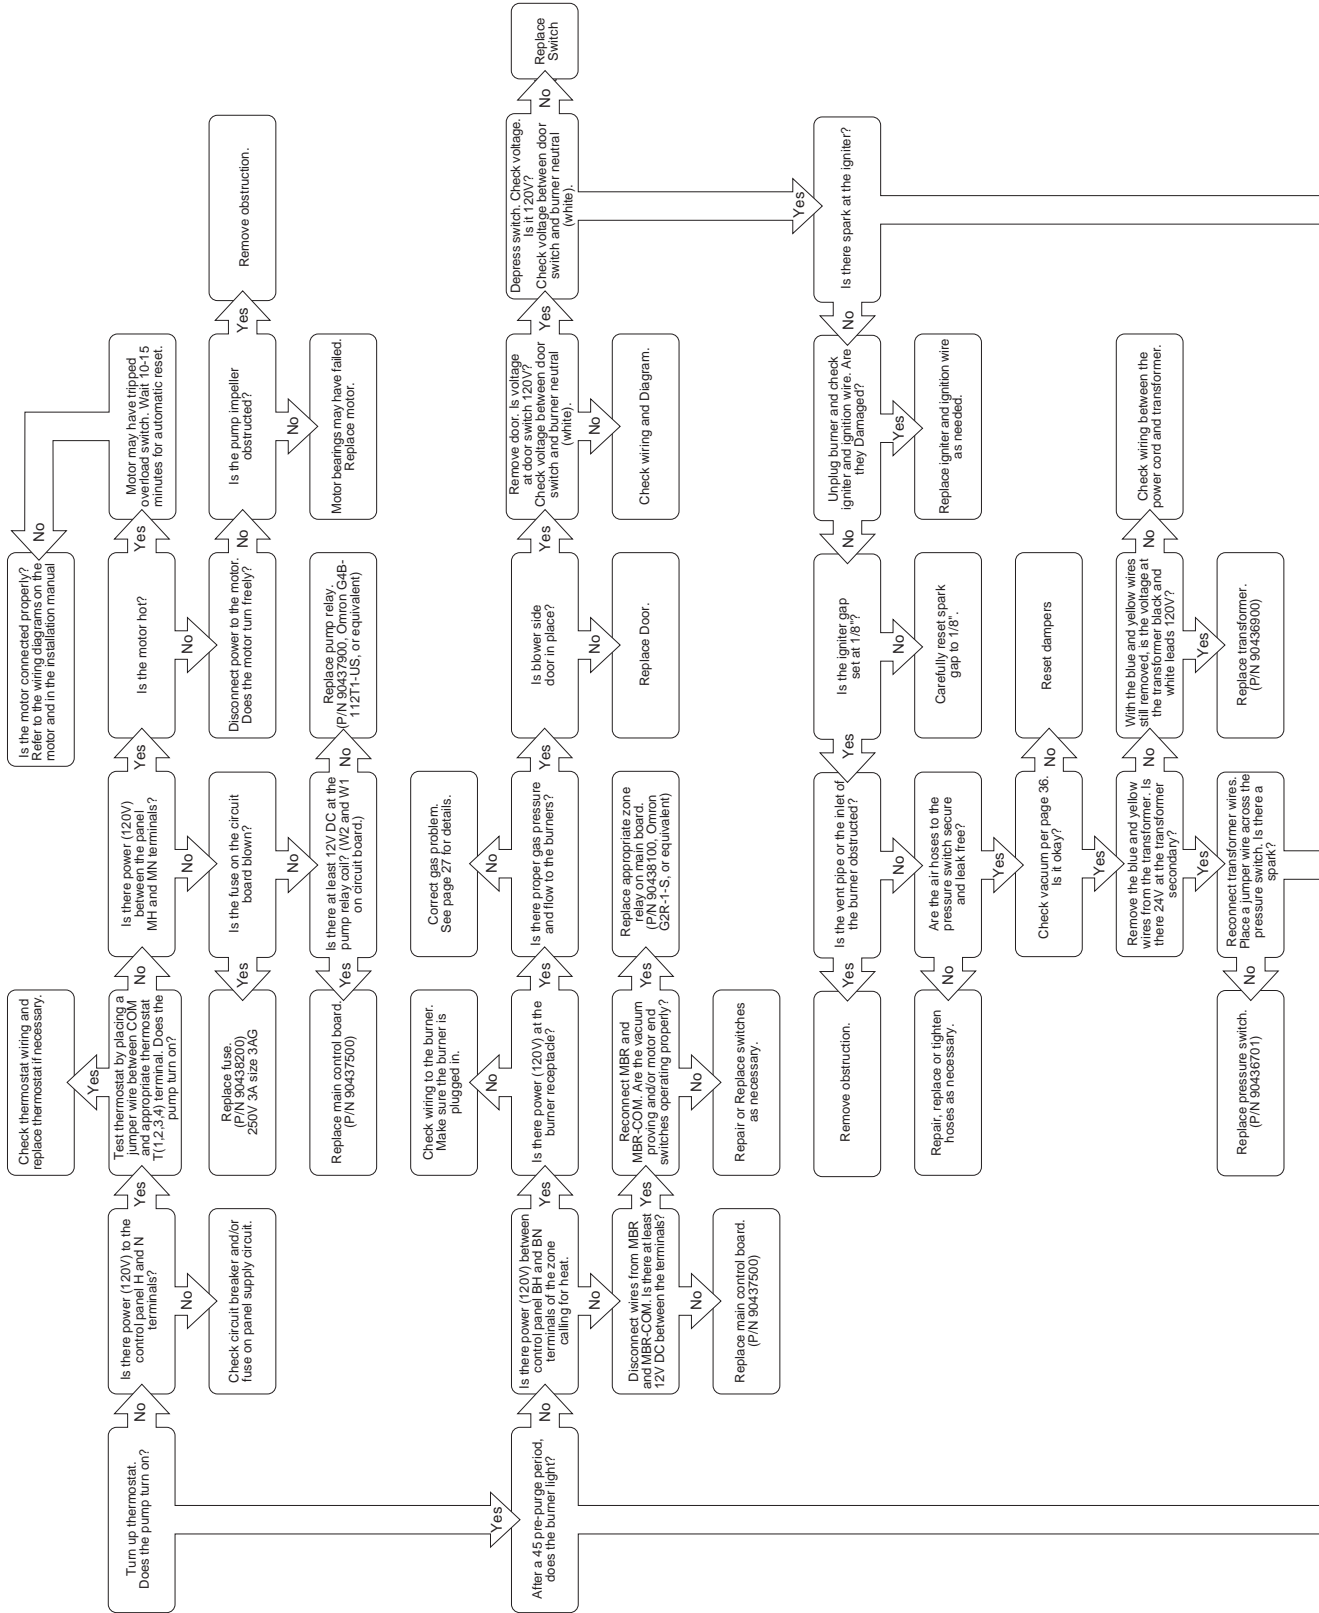 Turn up thermostat.
Does the pump turn on?
No
Is there power (120V) to the
control panel H and N
terminals?
No
Check circuit breaker and/or
fuse on panel supply circuit.
Yes
Test thermostat by placing a
jumper wire between COM
and appropriate thermostat
T(1,2,3,4) terminal. Does the
pump turn on?
Yes
Check thermostat wiring and
replace thermostat if necessary.
No
Is there power (120V)
between the panel
MH and MN terminals?
No
Is the fuse on the circuit
board blown?
Yes
Replace fuse.
(P/N 90438200)
250V 3A size 3AG
No
Is there at least 12V DC at the
pump relay coil? (W2 and W1
on circuit board.)
Yes
Replace main control board.
(P/N 90437500)
No
Replace pump relay.
(P/N 90437900, Omron G4B-
112T1-US, or equivalent)
Yes
Is the motor hot?
Yes
Motor may have tripped
overload switch. Wait 10-15
minutes for automatic reset.
No
Is the motor connected properly?
Refer to the wiring diagrams on the
motor and in the installation manual
No
Disconnect power to the motor.
Does the motor turn freely?
No
Is the pump impeller
obstructed?
Yes
Remove obstruction.
No
Motor bearings may have failed.
Replace motor.
Yes
After a 45 pre-purge period,
does the burner light?
No
Is there power (120V) between
control panel BH and BN
terminals of the zone
calling for heat.
No
Disconnect wires from MBR
and MBR-COM. Is there at least
12V DC between the terminals?
No
Replace main control board.
(P/N 90437500)
Yes
Reconnect MBR and
MBR-COM. Are the vacuum
proving and/or motor end
switches operating properly?
No
Repair or Replace switches
as necessary.
Yes
Replace appropriate zone
relay on main board.
(P/N 90438100, Omron
G2R-1-S, or equivalent)
Yes
Is there power (120V) at the
burner receptacle?
No
Check wiring to the burner.
Make sure the burner is
plugged in.
Yes
Is there proper gas pressure
and flow to the burners?
No
Correct gas problem.
See page 27 for details.
Yes
Is blower side
door in place?
No
Replace Door.
Yes
Remove door. Is voltage
at door switch 120V?
Check voltage between door
switch and burner neutral
(white).
No
Check wiring and Diagram.
Yes
Depress switch. Check voltage.
Is it 120V?
Check voltage between door
switch and burner neutral
(white).
No
Replace
Switch
Yes
Is there spark at the igniter?
No
Unplug burner and check
igniter and ignition wire. Are
they Damaged?
Yes
Replace igniter and ignition wire
as needed.
No
Is the igniter gap
set at 1/8"?
No
Carefully reset spark
gap to 1/8".
Yes
Is the vent pipe or the inlet of
the burner obstructed?
Yes
Remove obstruction.
No
Are the air hoses to the
pressure switch secure
and leak free?
No
Repair, replace or tighten
hoses as necessary.
Yes
Check vacuum per page 36.
Is it okay?
No
Reset dampers
Yes
Remove the blue and yellow
wires from the transformer. Is
there 24V at the transformer
secondary?
No
With the blue and yellow wires
still removed, is the voltage at
the transformer black and
white leads 120V?
No
Check wiring between the
power cord and transformer.
Yes
Replace transformer.
(P/N 90436900)
Yes
Reconnect transformer wires.
Place a jumper wire across the
pressure switch. Is there a
spark?
No
Replace pressure switch.
(P/N 90436701)